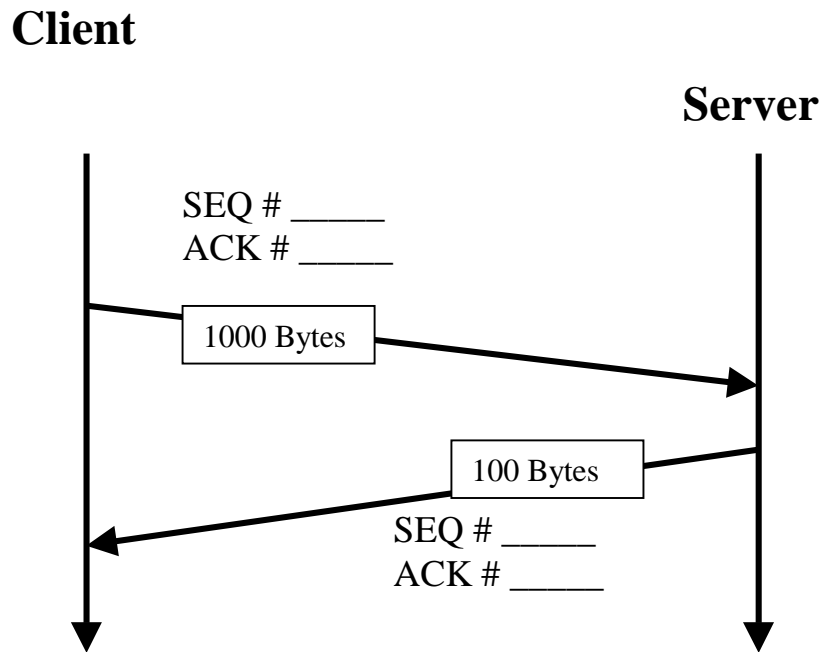 Client
Server
SEQ # _____
ACK # _____
1000 Bytes
100 Bytes
SEQ # _____
ACK # _____